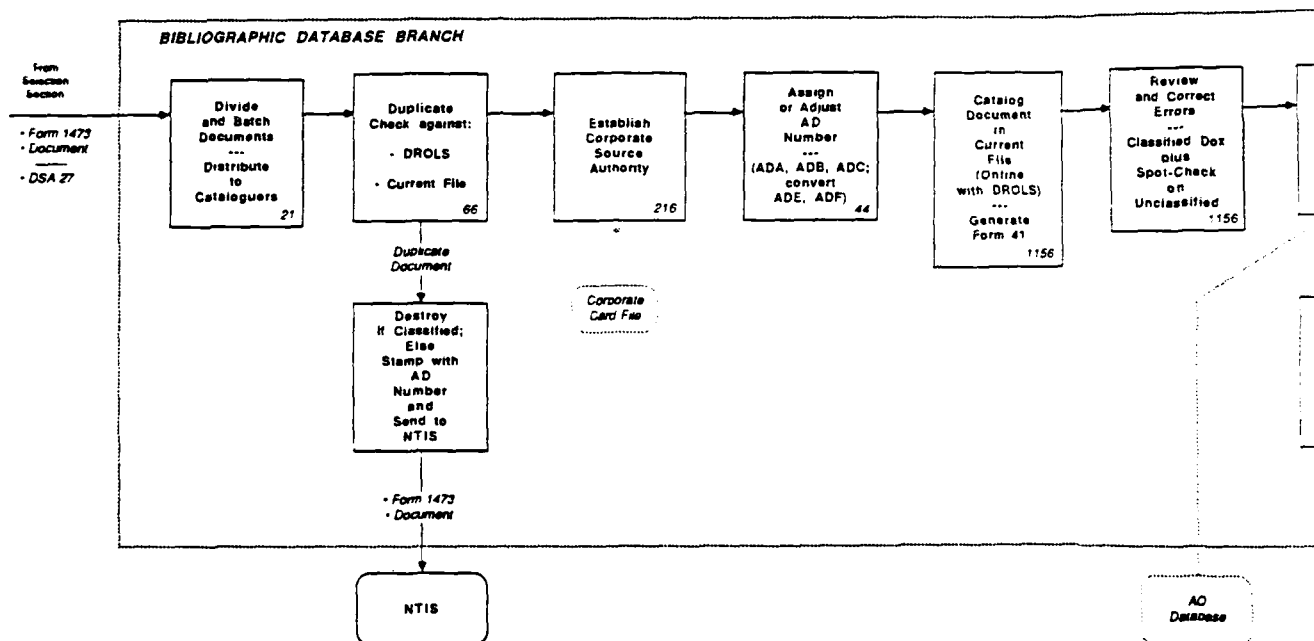 BIBLIOGRAPHIC DATABASE BRANCH
From
Selection
Section
• Form 1473
• Document
• DSA 27
Divide
and Batch
Documents
---
Distribute
to
Cataloguers
21
Duplicate
Check against:
• DROLS
• Current File
66
Establish
Corporate
Source
Authority
216
Assign
or Adjust
AD
Number
---
(ADA, ADB, ADC;
convert
ADE, ADF)
44
Catalog
Document
in
Current
File
(Online
with DROLS)
---
Generate
Form 41
1156
Review
and Correct
Errors
---
Classified Dox
plus
Spot-Check
on
Unclassified
1156
Duplicate
Document
Corporate
Card File
Destroy
If Classified;
Else
Stamp with
AD
Number
and
Send to
NTIS
• Form 1473
• Document
NTIS
AD
Database